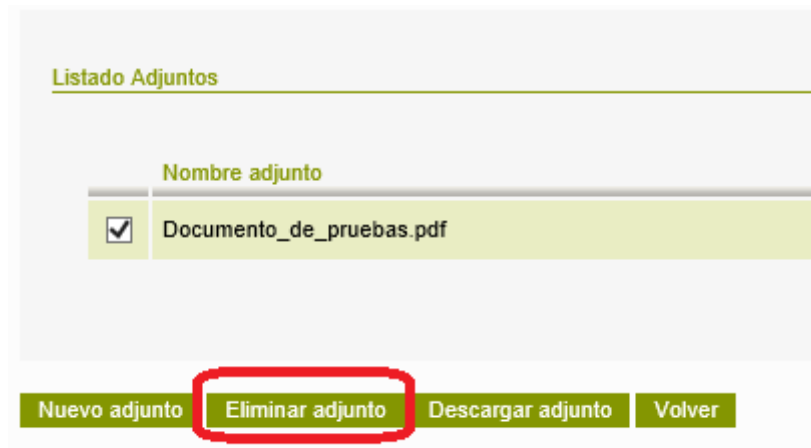 Listado Adjuntos
Nombre adjunto
Documento_de_pruebas.pdf
Nuevo adjunto Eliminar adjunto Descargar adjunto Volver